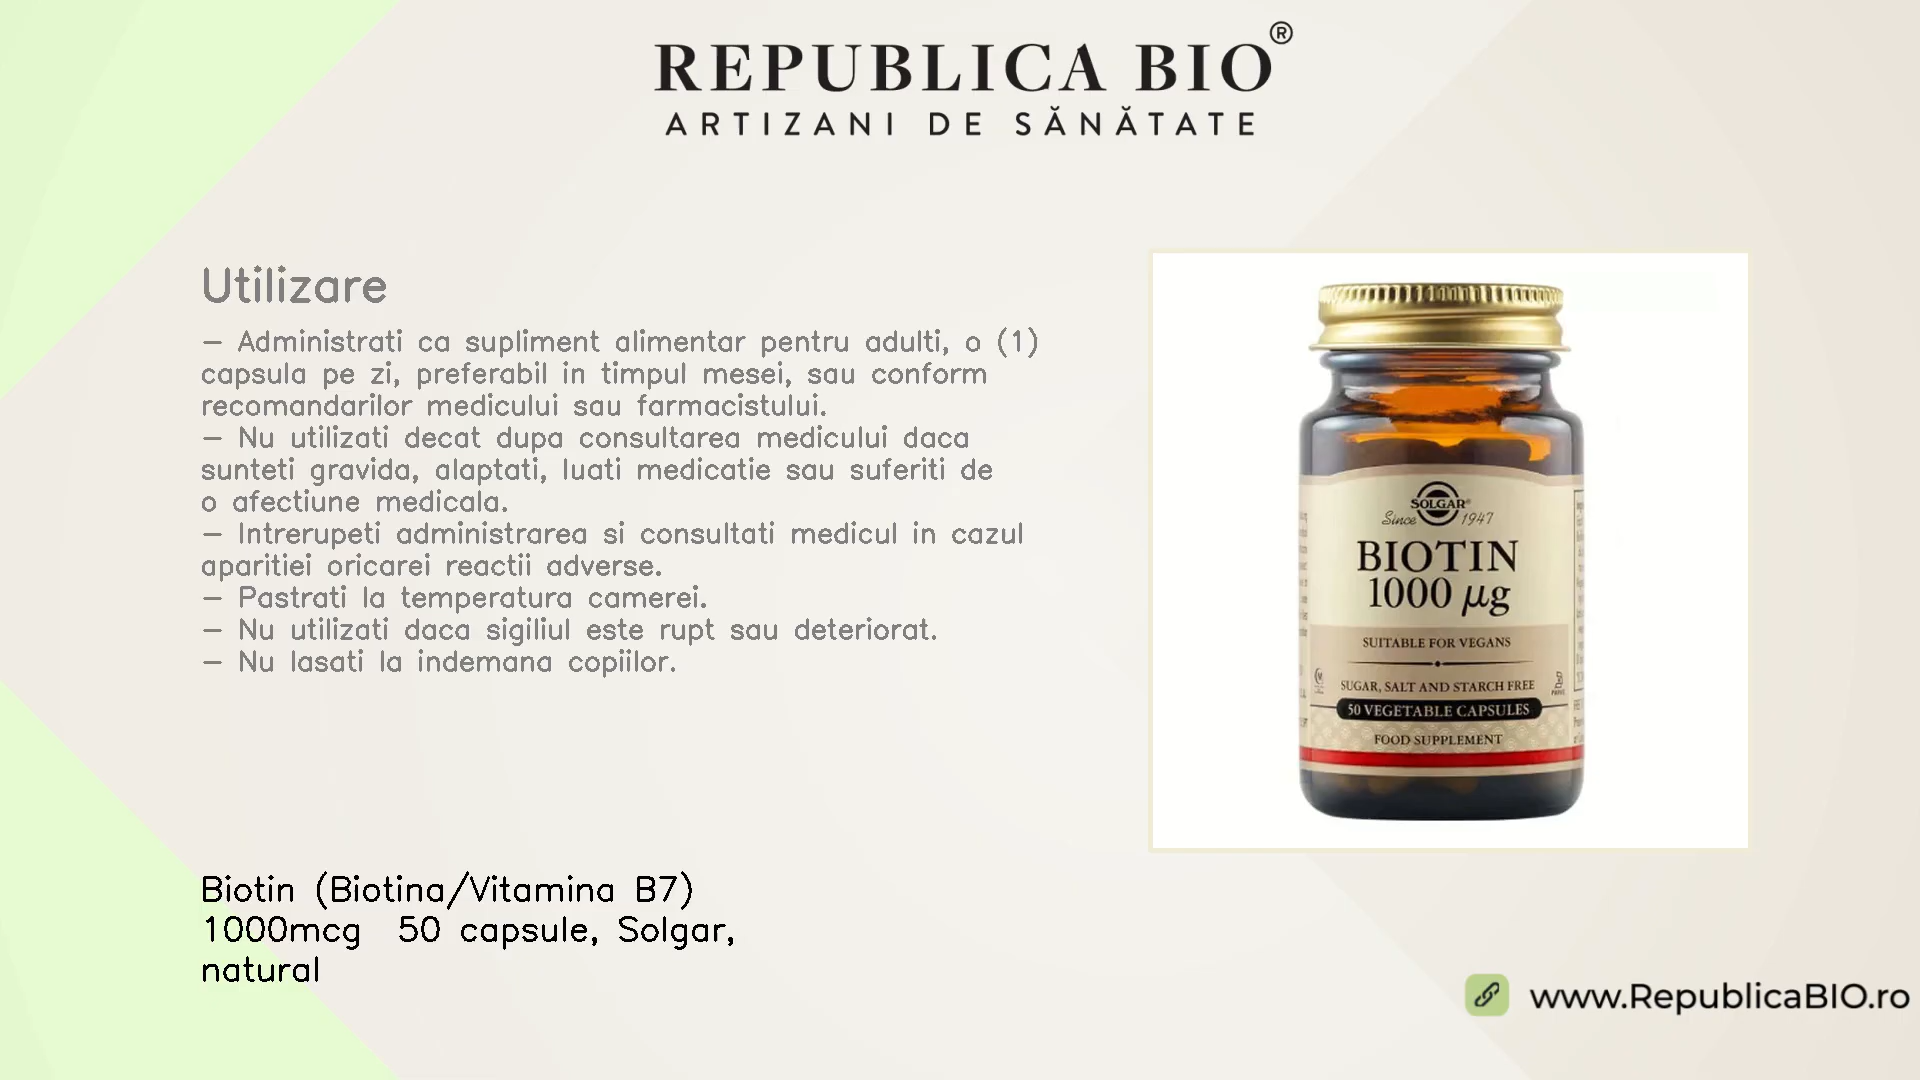 REPUBLICA BIO®
ARTIZANI DE SĂNĂTATE
Utilizare
– Administrati ca supliment alimentar pentru adulti, o (1)
capsula pe zi, preferabil in timpul mesei, sau conform
recomandarilor medicului sau farmacistului.
– Nu utilizati decat dupa consultarea medicului daca
sunteti gravida, alaptati, luati medicatie sau suferiti de
o afectiune medicala.
– Intrerupeti administrarea si consultati medicul in cazul
aparitiei oricarei reactii adverse.
– Pastrati la temperatura camerei.
– Nu utilizati daca sigiliul este rupt sau deteriorat.
– Nu lasati la indemana copiilor.
SOLGAR®
Since 1947
BIOTIN
1000 µg
SUITABLE FOR VEGANS
SUGAR, SALT AND STARCH FREE
50 VEGETABLE CAPSULES
FOOD SUPPLEMENT
Biotin (Biotina/Vitamina B7)
1000mcg  50 capsule, Solgar,
natural
www.RepublicaBIO.ro